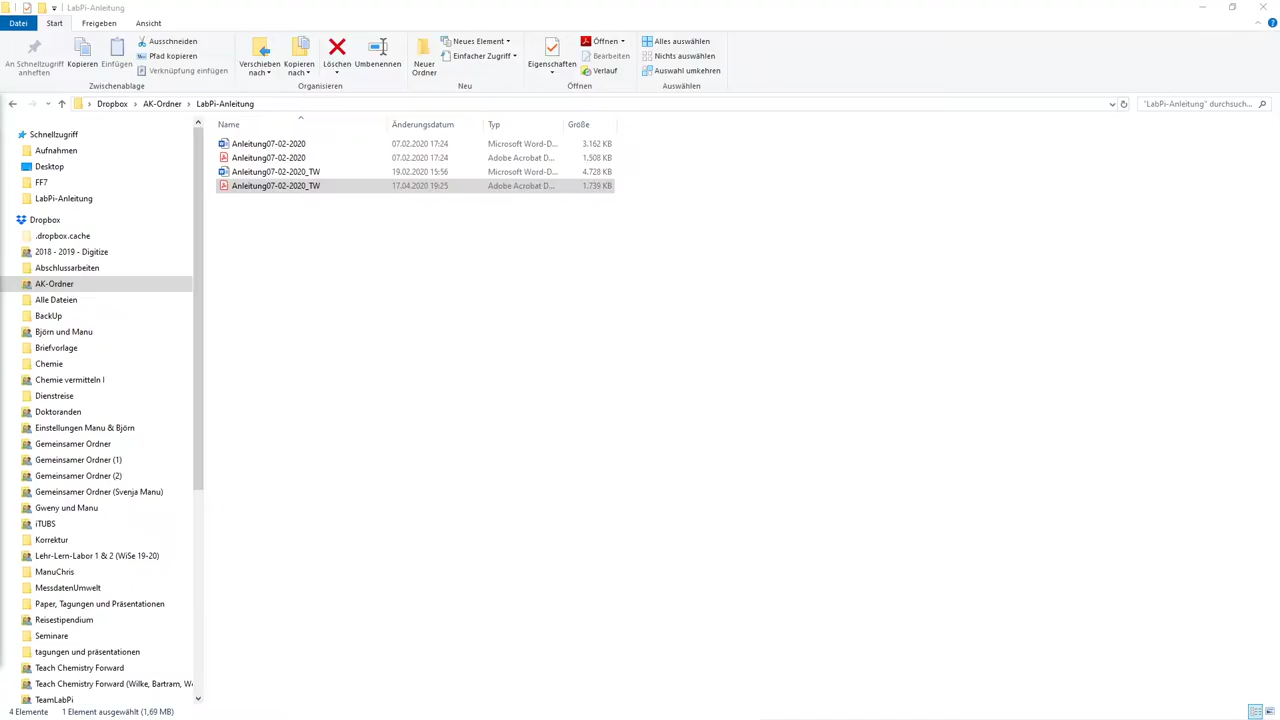 LabPi-Anleitung
Datei Start Freigeben Ansicht
An Schnellzugriff anheften
Kopieren
Einfügen
Ausschneiden
Pfad kopieren
Verknüpfung einfügen
Zwischenablage
Verschieben nach
Kopieren nach
Löschen
Umbenennen
Organisieren
Neuer Ordner
Neues Element
Einfacher Zugriff
Neu
Eigenschaften
Öffnen
Bearbeiten
Verlauf
Öffnen
Alles auswählen
Nichts auswählen
Auswahl umkehren
Auswählen
Dropbox > AK-Ordner > LabPi-Anleitung
"LabPi-Anleitung" durchsuch...
Name Änderungsdatum Typ Größe
Anleitung07-02-2020 07.02.2020 17:24 Microsoft Word-D... 3.162 KB
Anleitung07-02-2020 07.02.2020 17:24 Adobe Acrobat D... 1.508 KB
Anleitung07-02-2020_TW 19.02.2020 15:56 Microsoft Word-D... 4.728 KB
Anleitung07-02-2020_TW 17.04.2020 19:25 Adobe Acrobat D... 1.739 KB
Schnellzugriff
Aufnahmen
Desktop
FF7
LabPi-Anleitung
Dropbox
.dropbox.cache
2018 - 2019 - Digitize
Abschlussarbeiten
AK-Ordner
Alle Dateien
BackUp
Björn und Manu
Briefvorlage
Chemie
Chemie vermitteln I
Dienstreise
Doktoranden
Einstellungen Manu & Björn
Gemeinsamer Ordner
Gemeinsamer Ordner (1)
Gemeinsamer Ordner (2)
Gemeinsamer Ordner (Svenja Manu)
Gweny und Manu
iTUBS
Korrektur
Lehr-Lern-Labor 1 & 2 (WiSe 19-20)
ManuChris
MessdatenUmwelt
Paper, Tagungen und Präsentationen
Reisestipendium
Seminare
tagungen und präsentationen
Teach Chemistry Forward
Teach Chemistry Forward (Wilke, Bartram, W
TeamLabPi
4 Elemente 1 Element ausgewählt (1,69 MB)